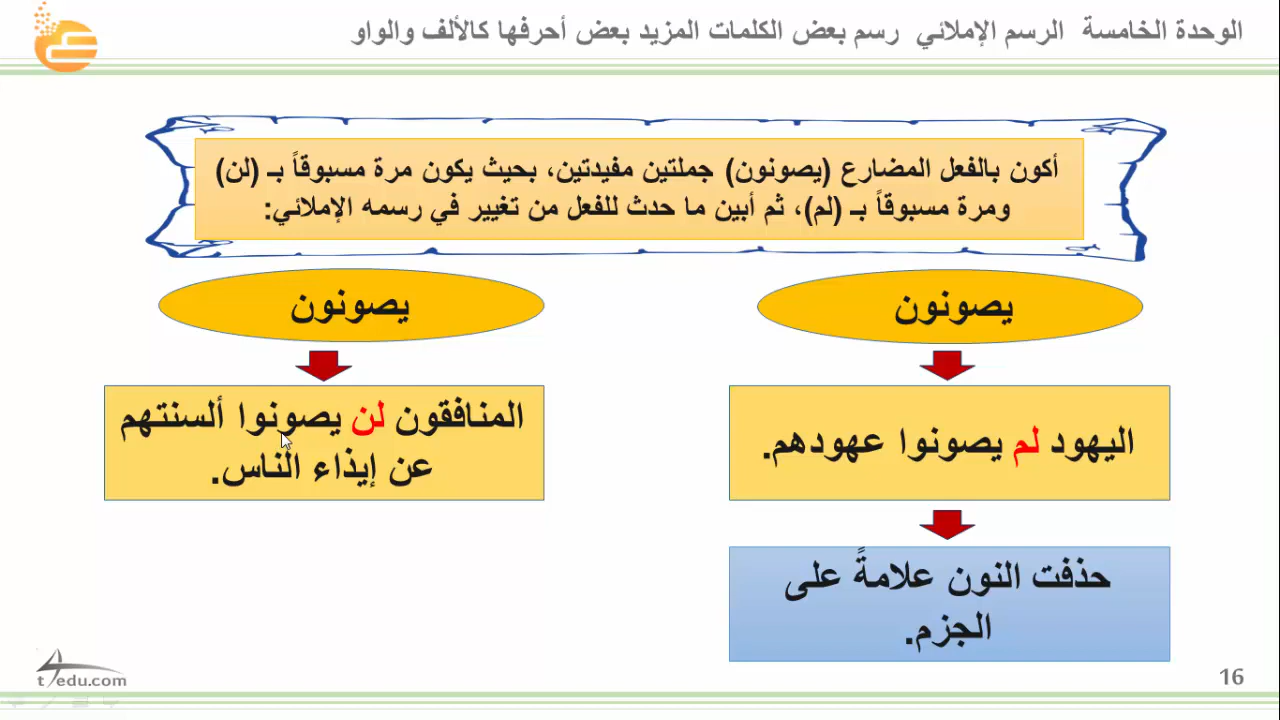 الوحدة الخامسة الرسم الإملائي رسم بعض الكلمات المزيد بعض أحرفها كالألف والواو
أكون بالفعل المضارع (يصونون) جملتين مفيدتين، بحيث يكون مرة مسبوقاً بـ (لن)
ومرة مسبوقاً بـ (لم)، ثم أبين ما حدث للفعل من تغيير في رسمه الإملائي:
يصونون
اليهود لم يصونوا عهودهم.
حذفت النون علامةً على
الجزم.
يصونون
المنافقون لن يصونوا ألسنتهم
عن إيذاء الناس.
t4edu.com
16